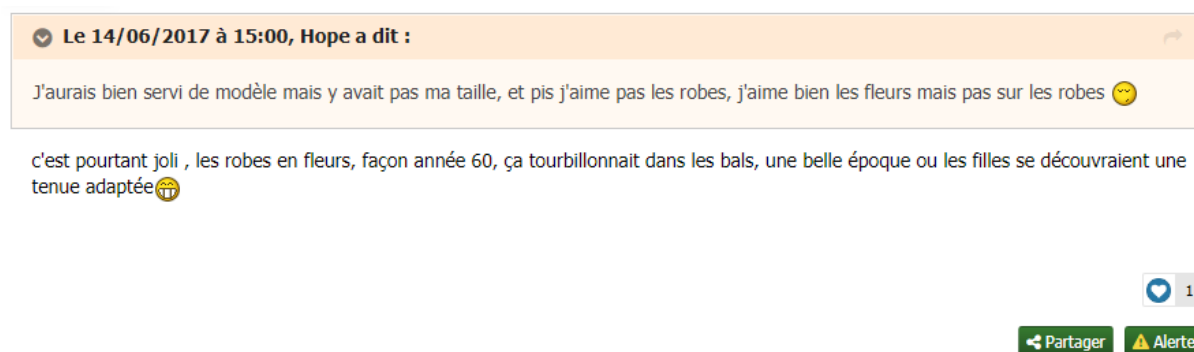 Le 14/06/2017 à 15:00, Hope a dit :
J'aurais bien servi de modèle mais y avait pas ma taille, et pis j'aime pas les robes, j'aime bien les fleurs mais pas sur les robes
c'est pourtant joli , les robes en fleurs, façon année 60, ça tourbillonnait dans les bals, une belle époque ou les filles se découvraient une
tenue adaptée
1
Partager Alerte